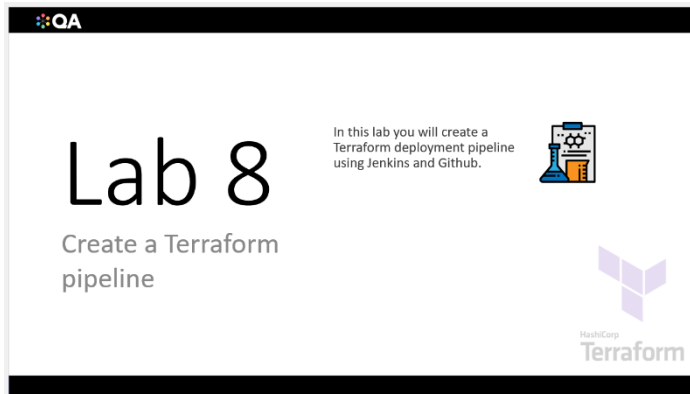 QA
Lab 8
Create a Terraform
pipeline
In this lab you will create a
Terraform deployment pipeline
using Jenkins and Github.
HashiCorp
Terraform